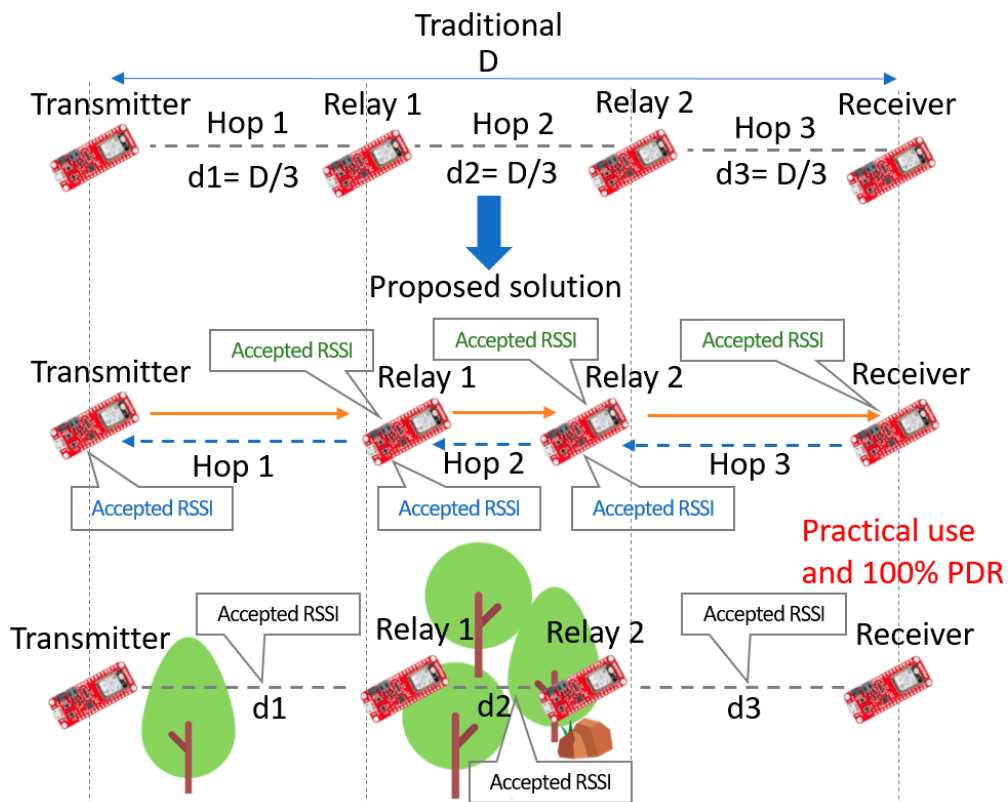 Traditional
D
Transmitter
Relay 1
Relay 2
Receiver
Hop 1
Hop 2
Hop 3
d1= D/3
d2= D/3
d3= D/3
Proposed solution
Accepted RSSI
Accepted RSSI
Accepted RSSI
Transmitter
Relay 1
Relay 2
Receiver
Hop 1
Hop 2
Hop 3
Accepted RSSI
Accepted RSSI
Accepted RSSI
Practical use
and 100% PDR
Accepted RSSI
Accepted RSSI
Transmitter
Relay 1
Relay 2
Receiver
d1
d2
d3
Accepted RSSI